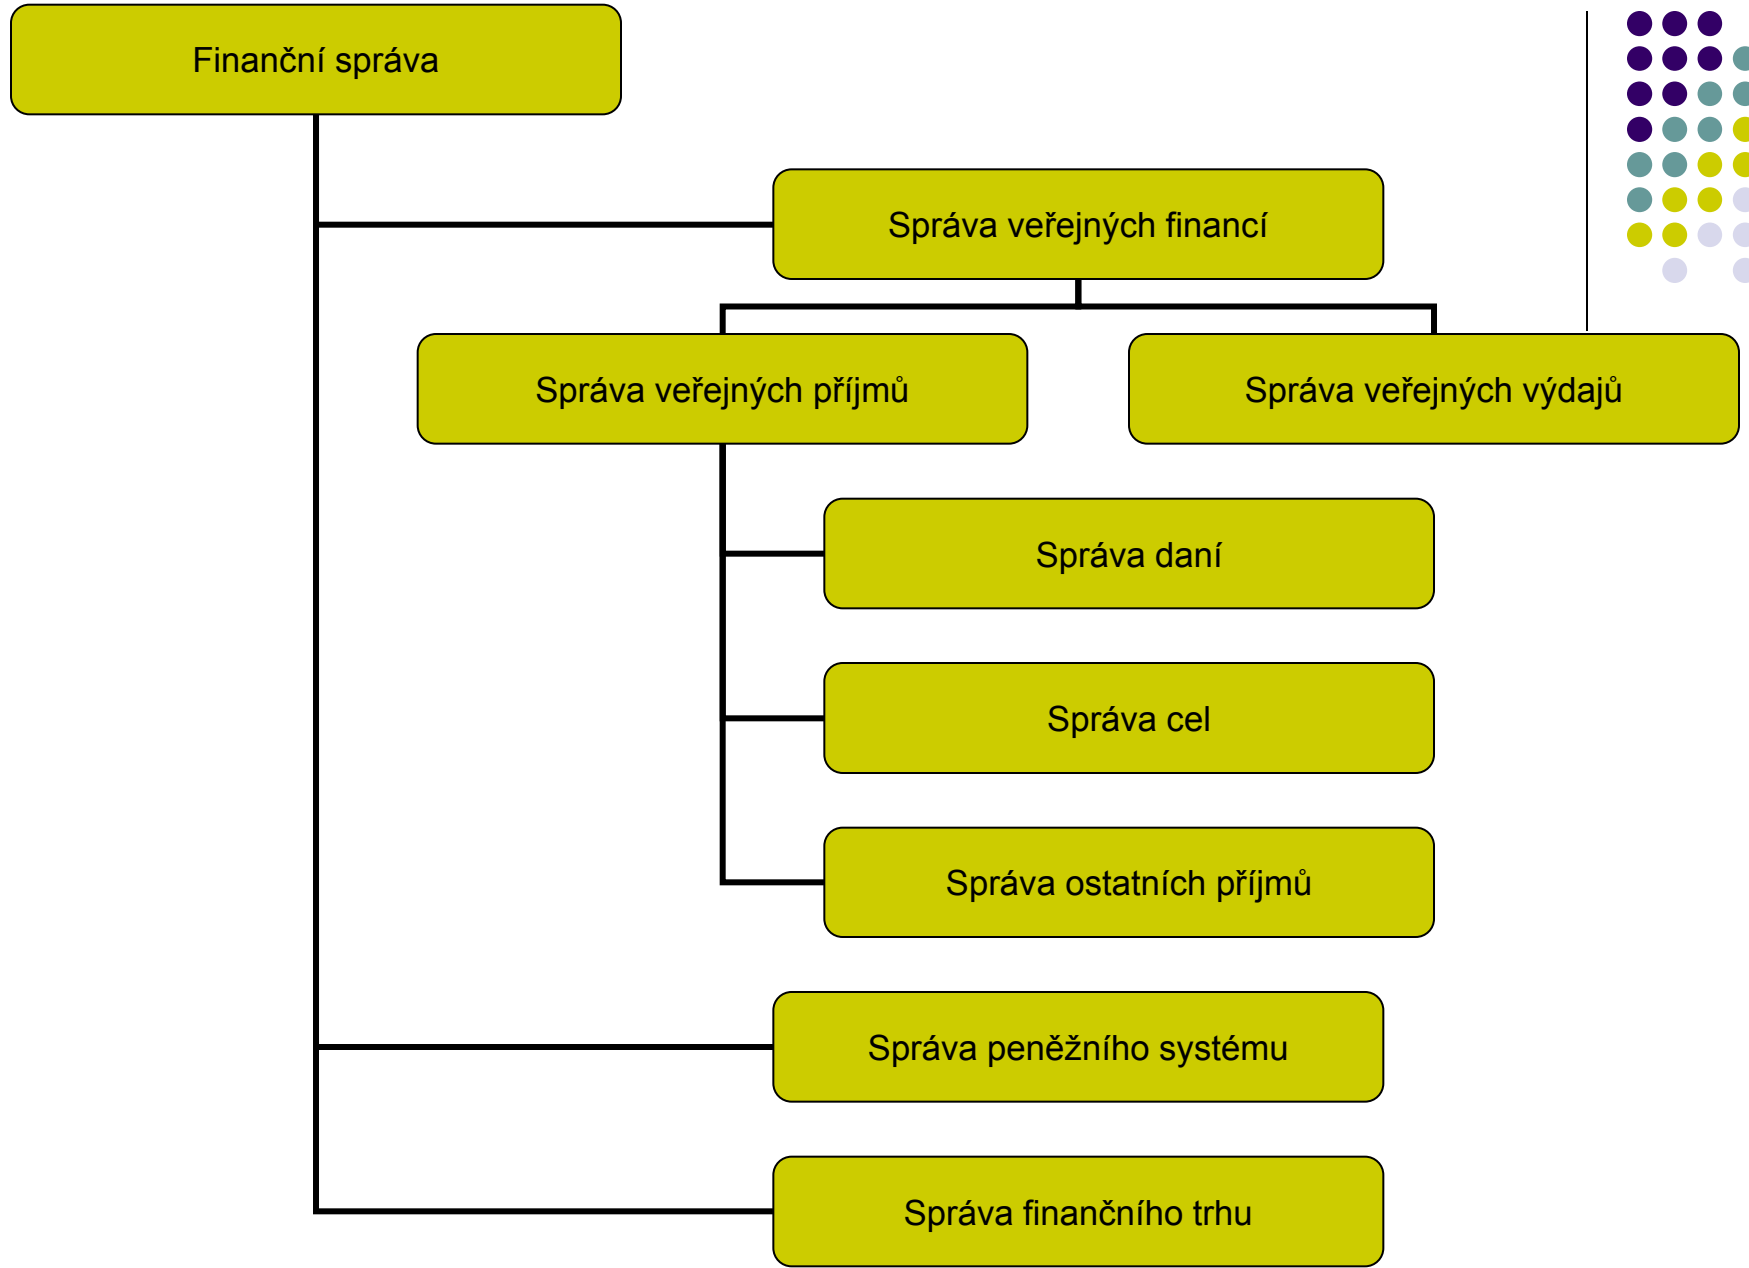 Finanční správa
Správa veřejných financí
Správa veřejných příjmů
Správa veřejných výdajů
Správa daní
Správa cel
Správa ostatních příjmů
Správa peněžního systému
Správa finančního trhu